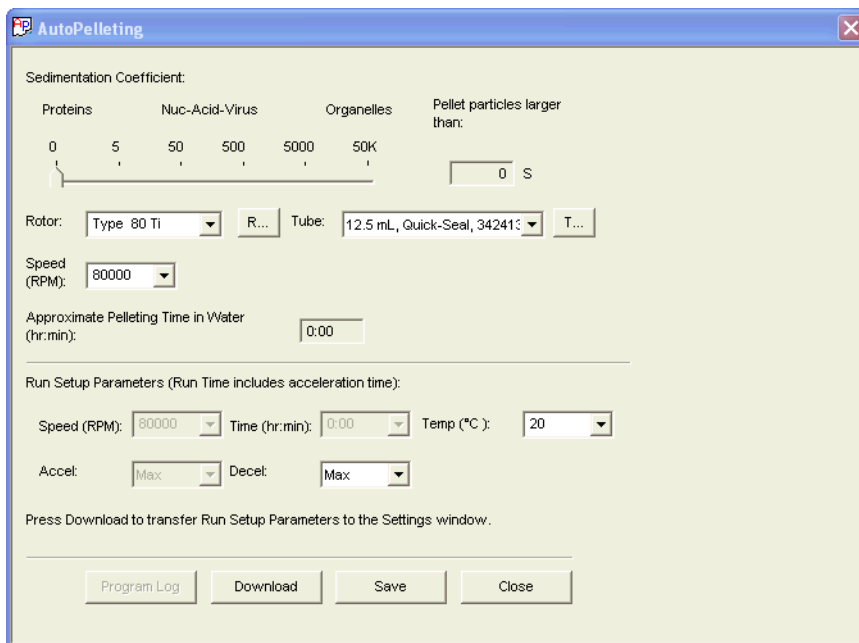 AP AutoPelleting
Sedimentation Coefficient:
Proteins Nuc-Acid-Virus Organelles Pellet particles larger
than:
0 5 50 500 5000 50K
0 S
Rotor: Type 80 Ti R... Tube: 12.5 mL, Quick-Seal, 342413 T...
Speed
(RPM): 80000
Approximate Pelleting Time in Water
(hr:min): 0:00
Run Setup Parameters (Run Time includes acceleration time):
Speed (RPM): 80000 Time (hr:min): 0:00 Temp (°C ): 20
Accel: Max Decel: Max
Press Download to transfer Run Setup Parameters to the Settings window.
Program Log Download Save Close